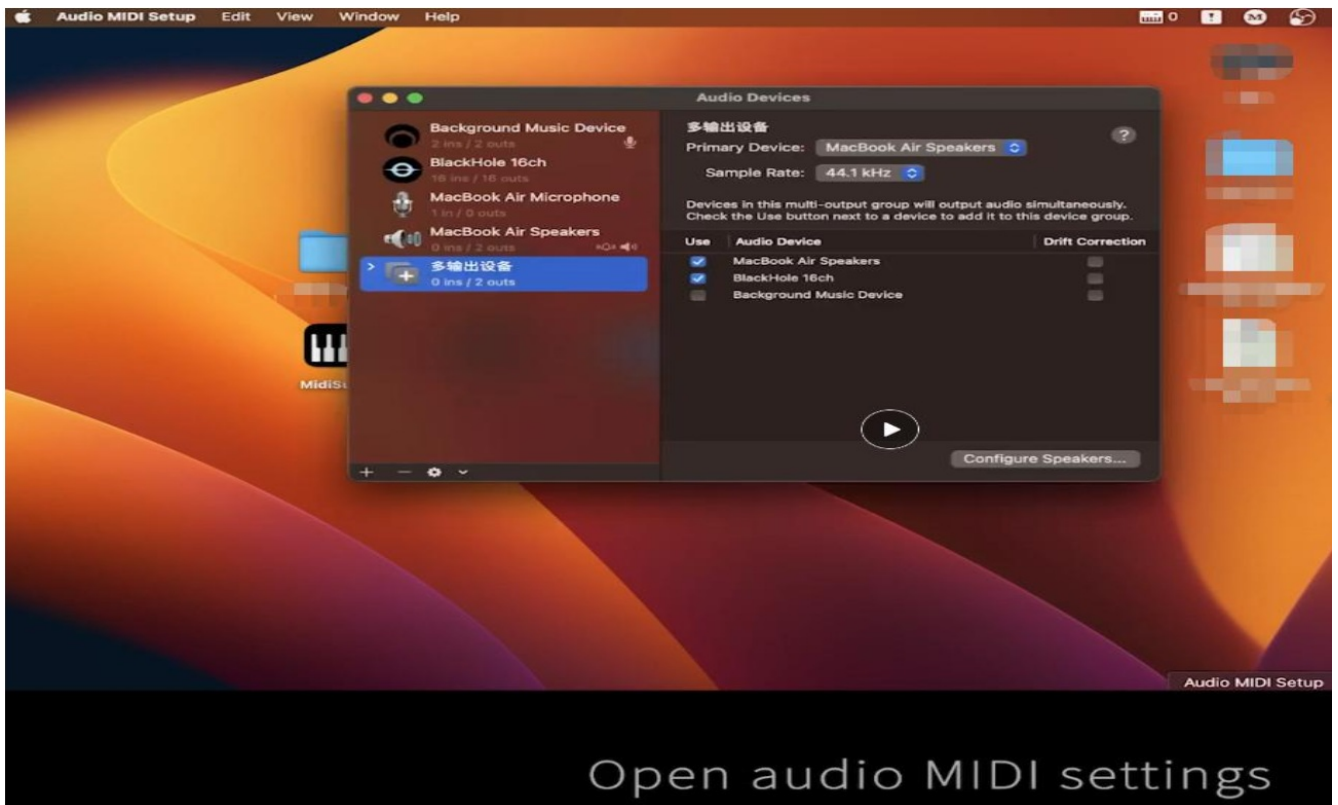 Audio MIDI Setup Edit View Window Help 0
Audio Devices
Background Music Device
2 ins / 2 outs
BlackHole 16ch
16 ins / 16 outs
MacBook Air Microphone
1 in / 0 outs
MacBook Air Speakers
0 ins / 2 outs
多输出设备
0 ins / 2 outs
多输出设备
?
Primary Device: MacBook Air Speakers
Sample Rate: 44.1 kHz
Devices in this multi-output group will output audio simultaneously.
Check the Use button next to a device to add it to this device group.
Use Audio Device Drift Correction
MacBook Air Speakers
BlackHole 16ch
Background Music Device
Configure Speakers...
Audio MIDI Setup
Open audio MIDI settings